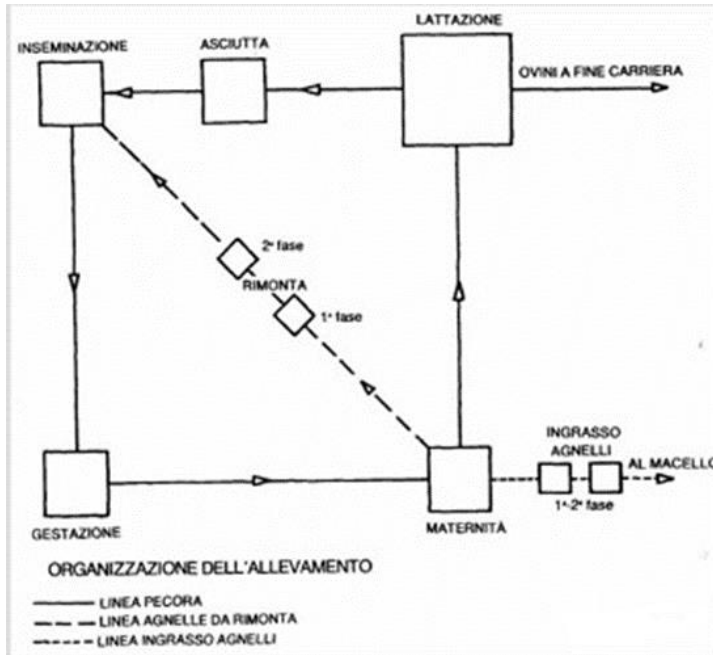 LATTAZIONE
INSEMINAZIONE
ASCIUTTA
OVINI A FINE CARRIERA
2ª fase
RIMONTA
1ª fase
INGRASSO
AGNELLI
AL MACELLO
1ª-2ª fase
GESTAZIONE
MATERNITÀ
ORGANIZZAZIONE DELL'ALLEVAMENTO
LINEA PECORA
LINEA AGNELLE DA RIMONTA
LINEA INGRASSO AGNELLI